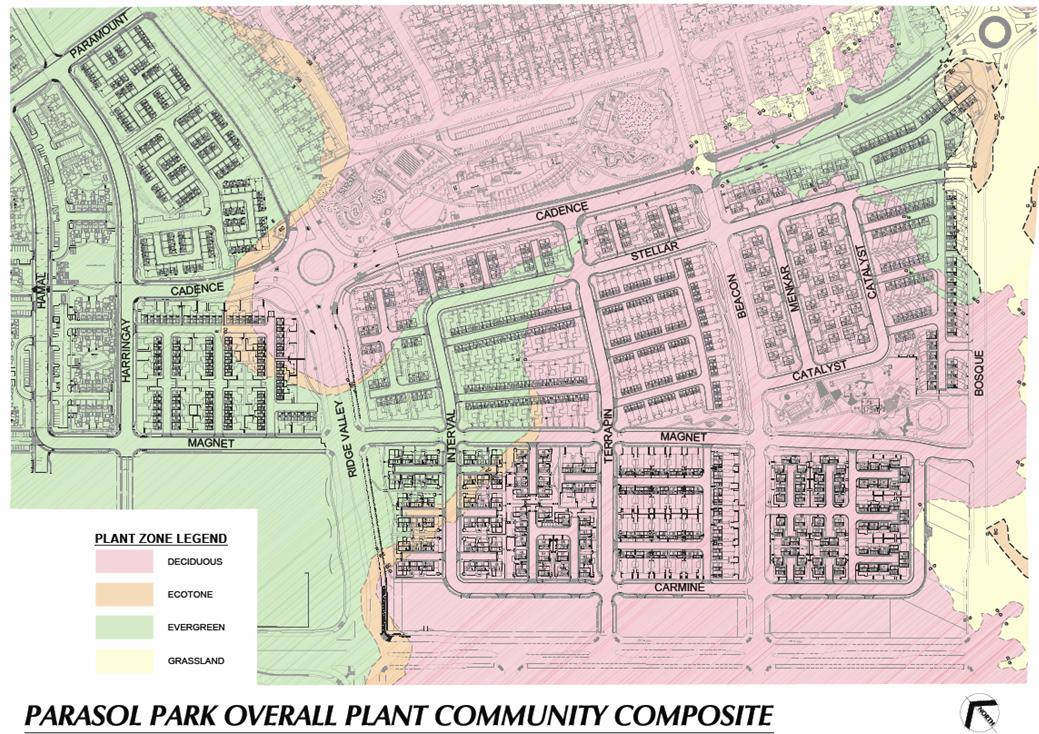 PARAMOUNT
CADENCE
STELLAR
HAMAL
CADENCE
HARRINGAY
BEACON
MENKAR
CATALYST
CATALYST
BOSQUE
RIDGE VALLEY
INTERVAL
TERRAPIN
MAGNET
MAGNET
CARMINE
PLANT ZONE LEGEND
DECIDUOUS
ECOTONE
EVERGREEN
GRASSLAND
PARASOL PARK OVERALL PLANT COMMUNITY COMPOSITE
NORTH